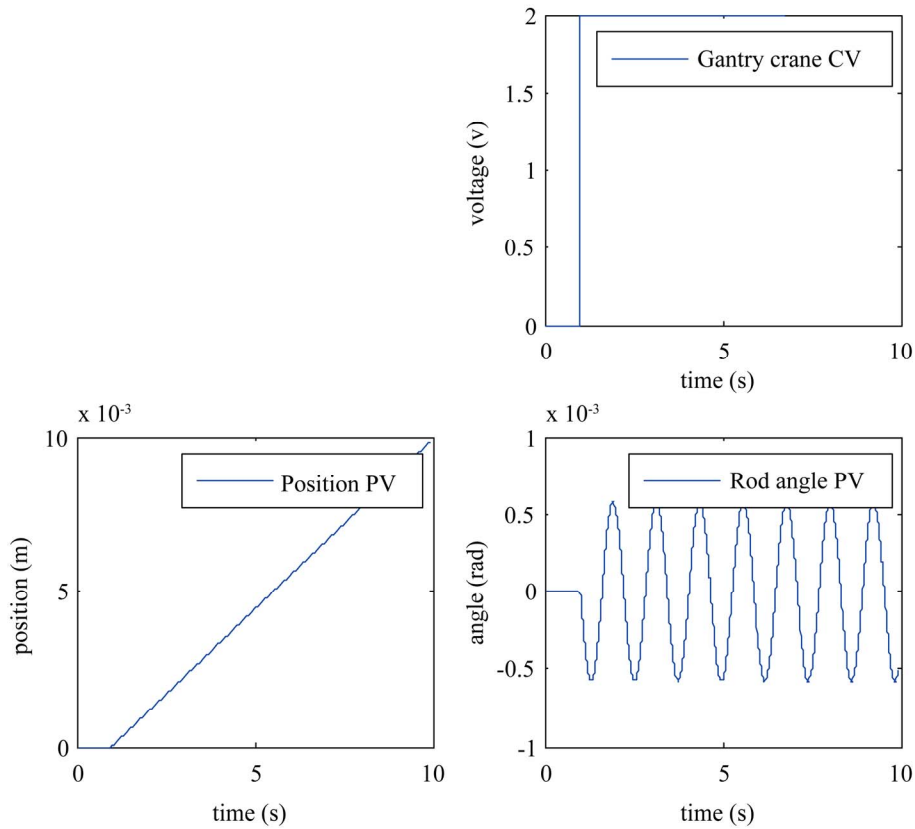 2
Gantry crane CV
1.5
voltage (v)
1
0.5
0
0
5
10
time (s)
x 10-3
10
Position PV
position (m)
5
0
0
5
10
time (s)
x 10-3
1
Rod angle PV
0.5
angle (rad)
0
-0.5
-1
0
5
10
time (s)